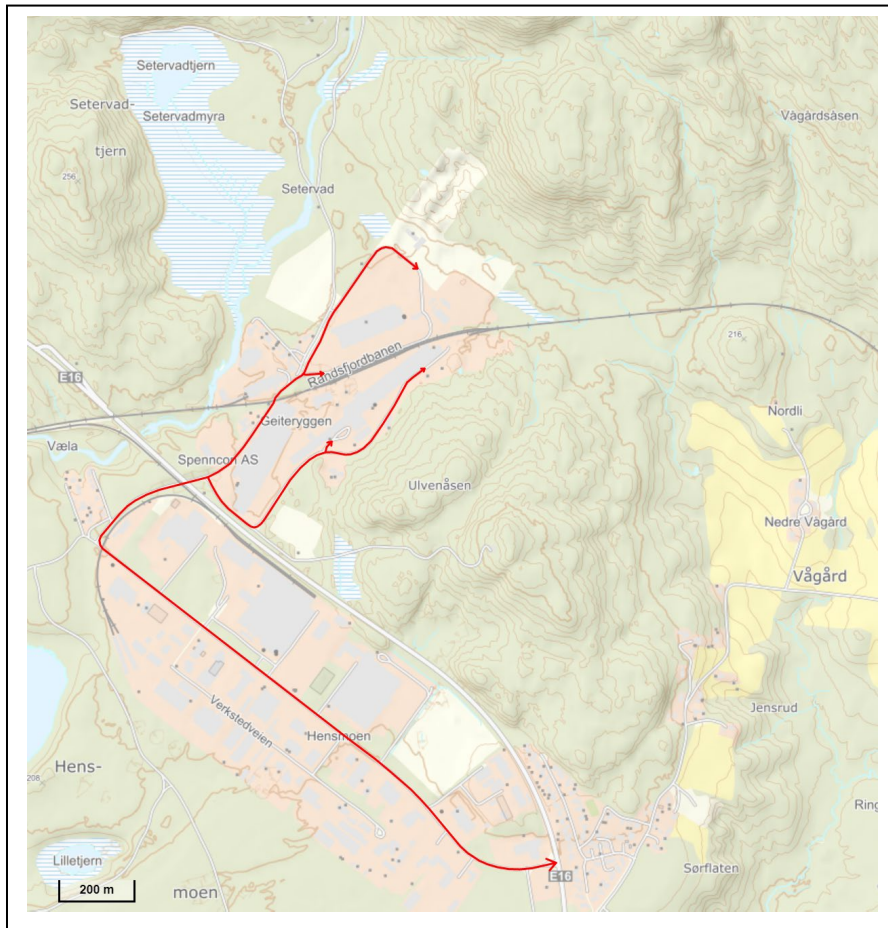 Setervadtjern
Setervad-
tjern
Setervadmyra
Vågårdsåsen
256
Setervad
Randsfjordbanen
216
E16
Geiteryggen
Nordli
Væla
Spenncon AS
Ulvenåsen
Nedre Vågård
Vågård
Verkstedveien
Hensmoen
Jensrud
Hens-
moen
208
Ring
Lilletjern
E16
Sørflaten
200 m